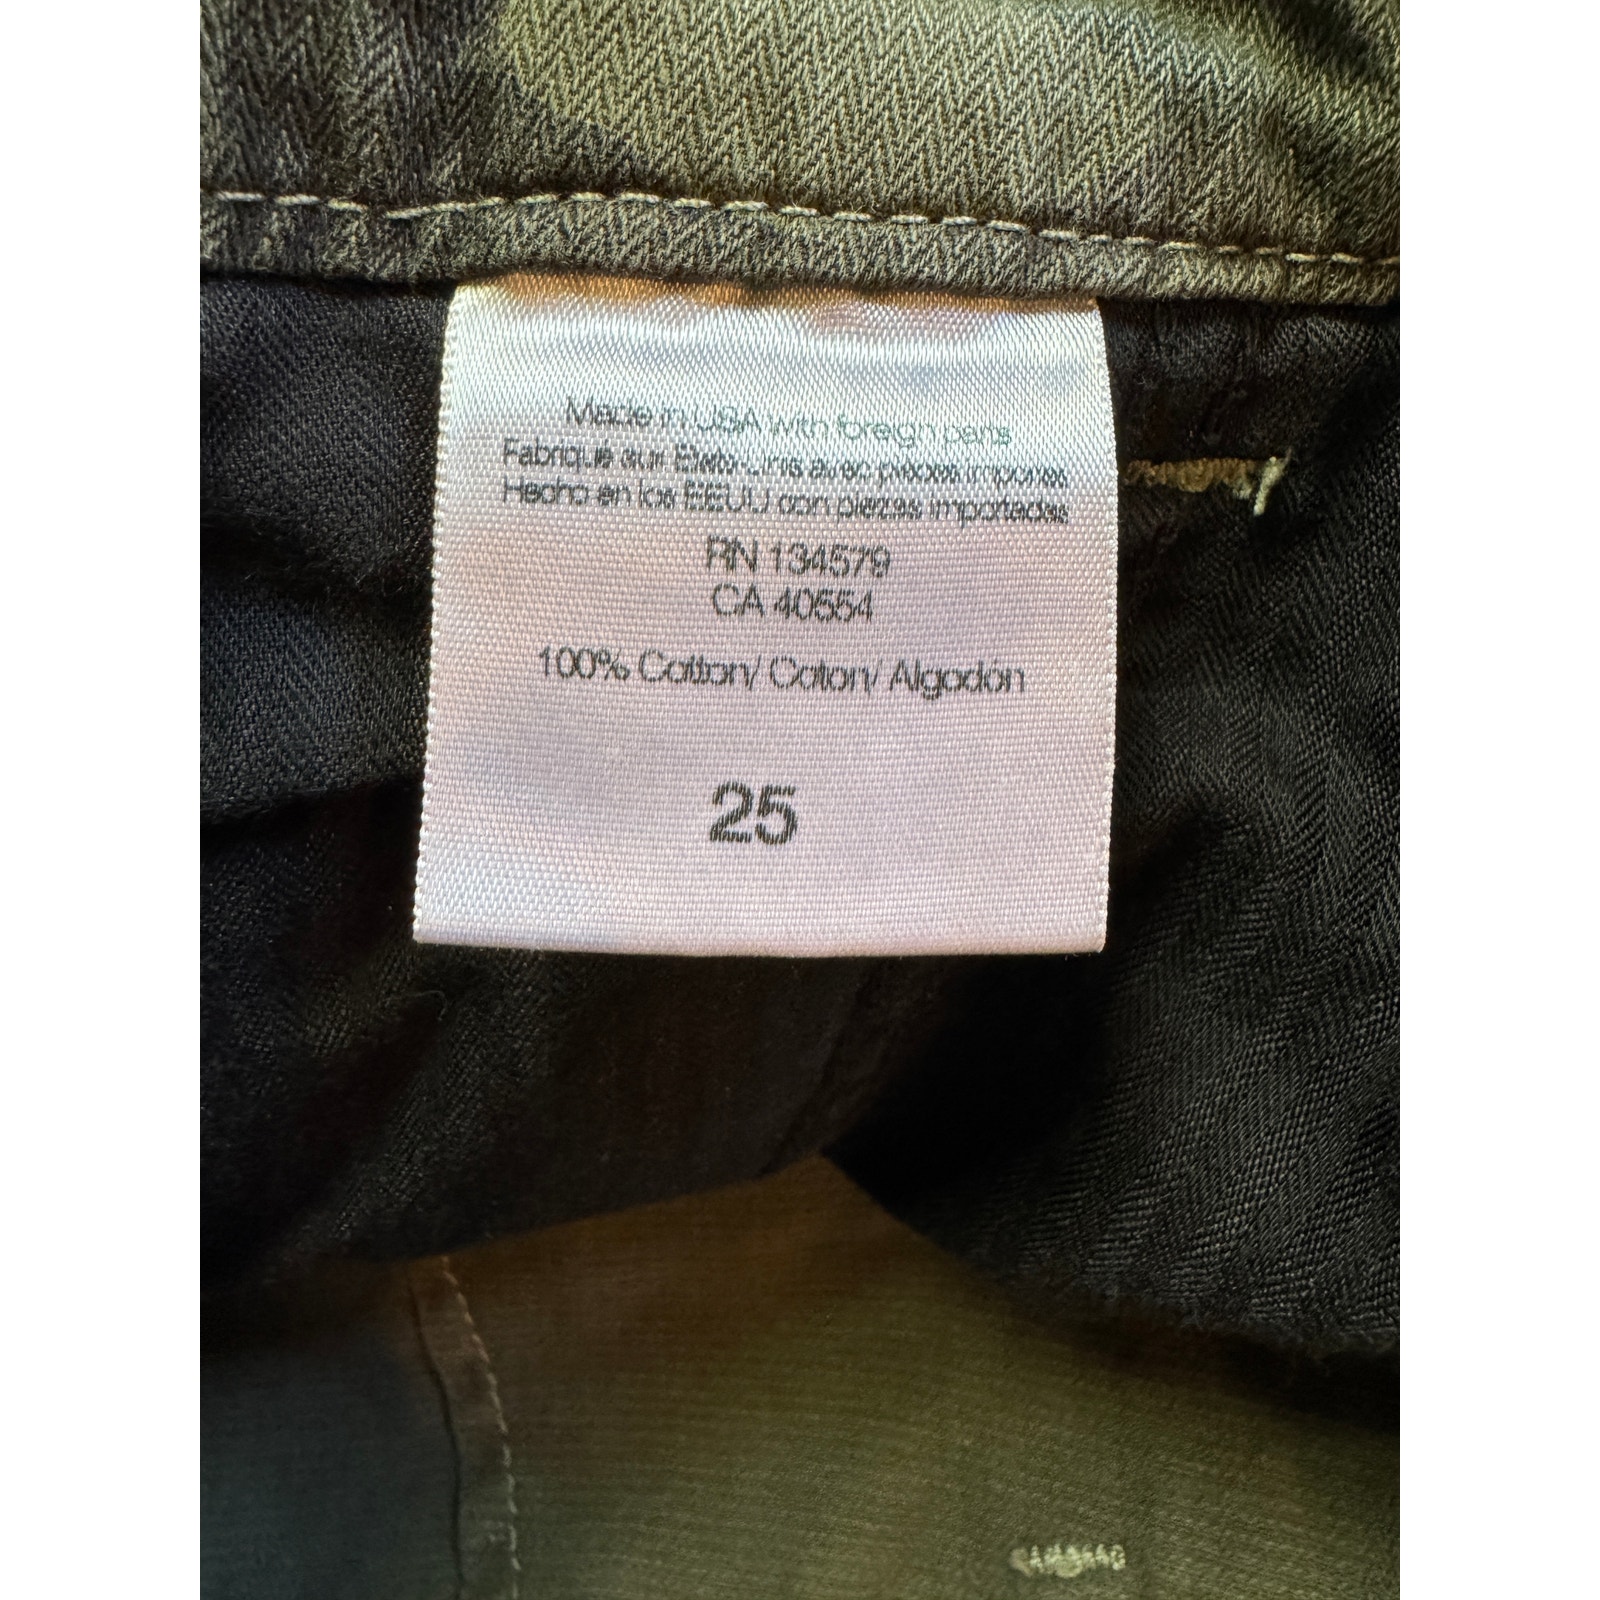 Made in USA with foreign parts
Fabriqué aux États-Unis avec pièces importées
Hecho en los EEUU con piezas importadas
RN 134579
CA 40554
100% Cotton/ Coton/ Algodón
25